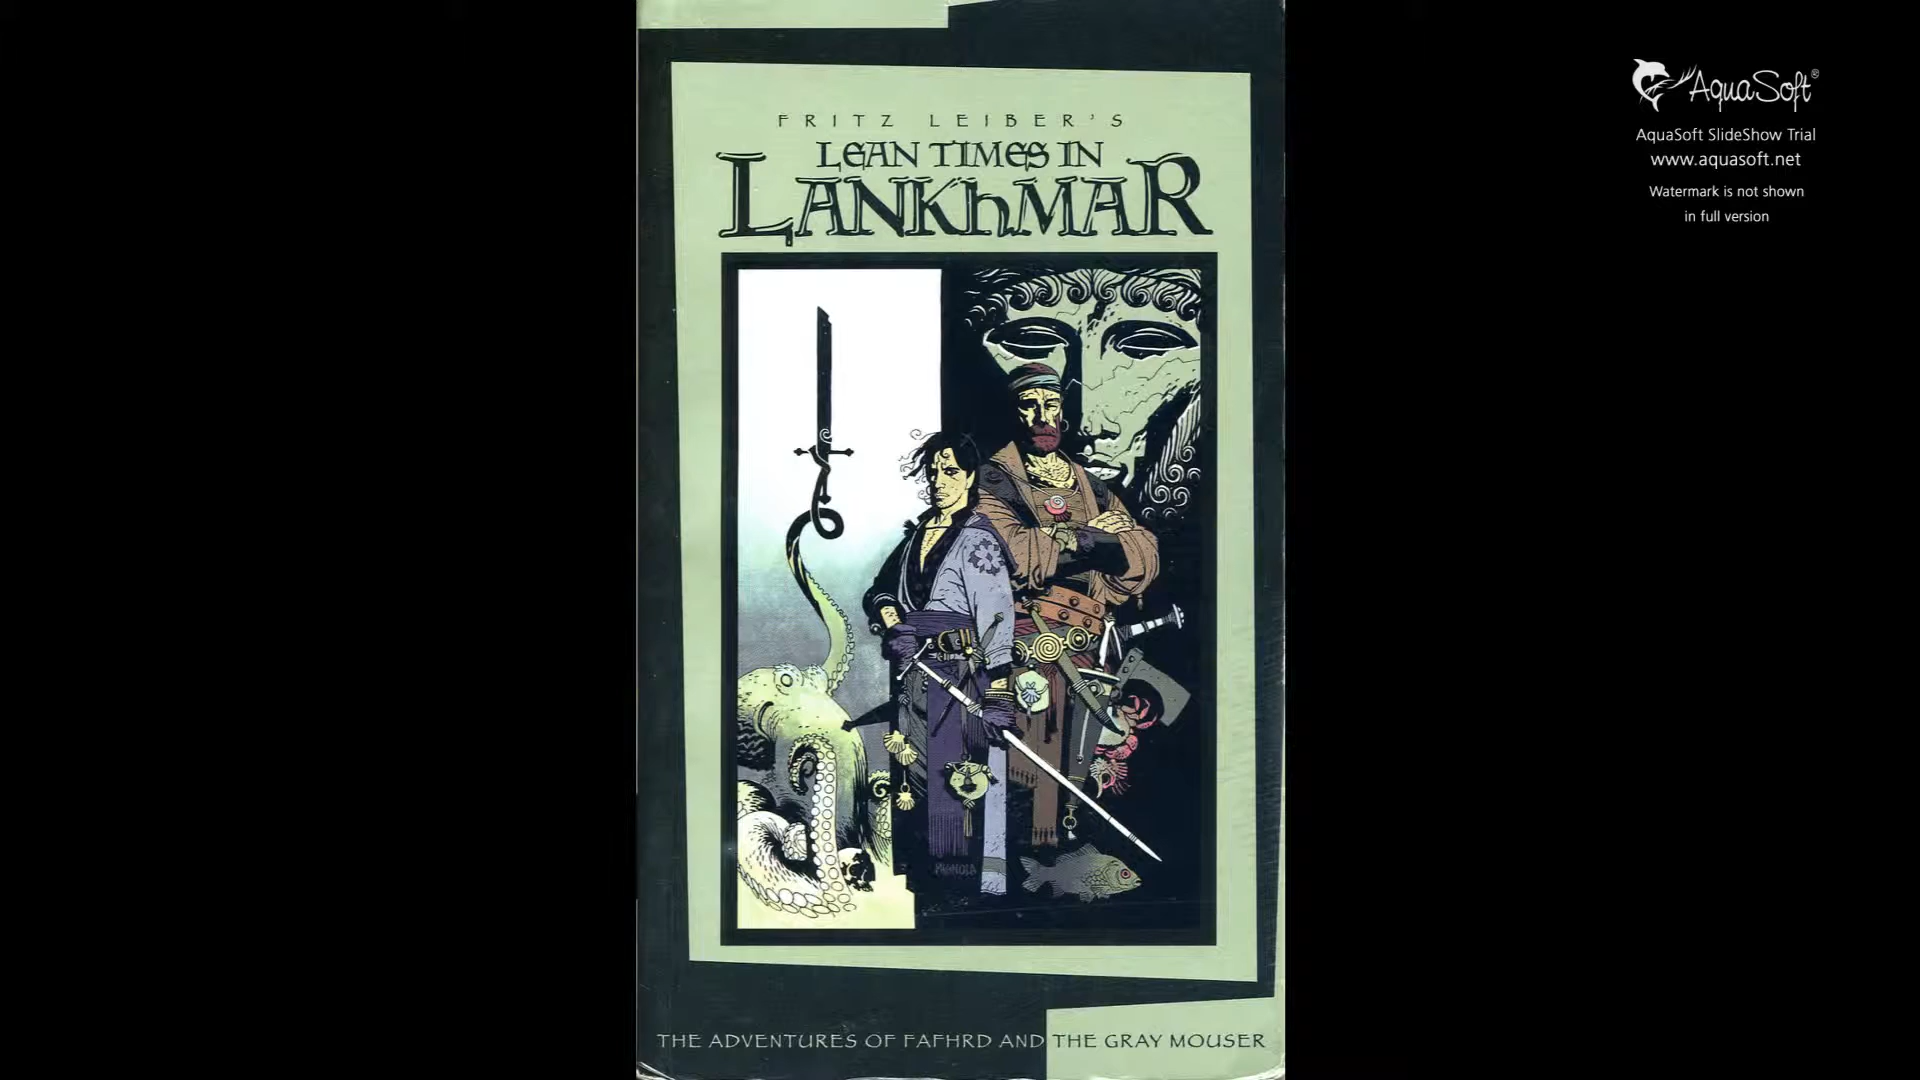 FRITZ LEIBER'S
LEAN TIMES IN
LANKhMAR
MIGNOLA
THE ADVENTURES OF FAFHRD AND THE GRAY MOUSER
AquaSoft®
AquaSoft SlideShow Trial
www.aquasoft.net
Watermark is not shown
in full version